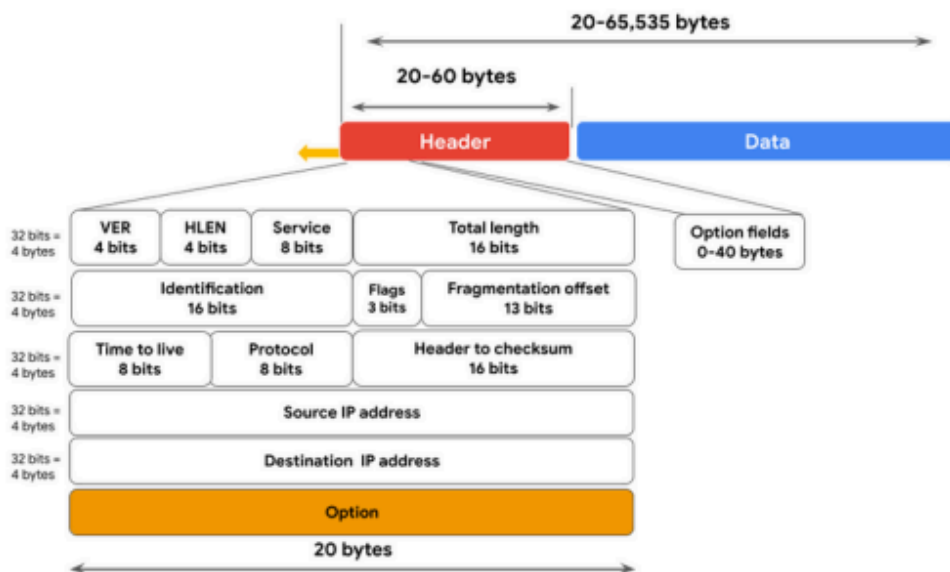 20-65,535 bytes
20-60 bytes
Header
Data
32 bits =
4 bytes
VER
4 bits
HLEN
4 bits
Service
8 bits
Total length
16 bits
Option fields
0-40 bytes
32 bits =
4 bytes
Identification
16 bits
Flags
3 bits
Fragmentation offset
13 bits
32 bits =
4 bytes
Time to live
8 bits
Protocol
8 bits
Header to checksum
16 bits
32 bits =
4 bytes
Source IP address
32 bits =
4 bytes
Destination IP address
Option
20 bytes